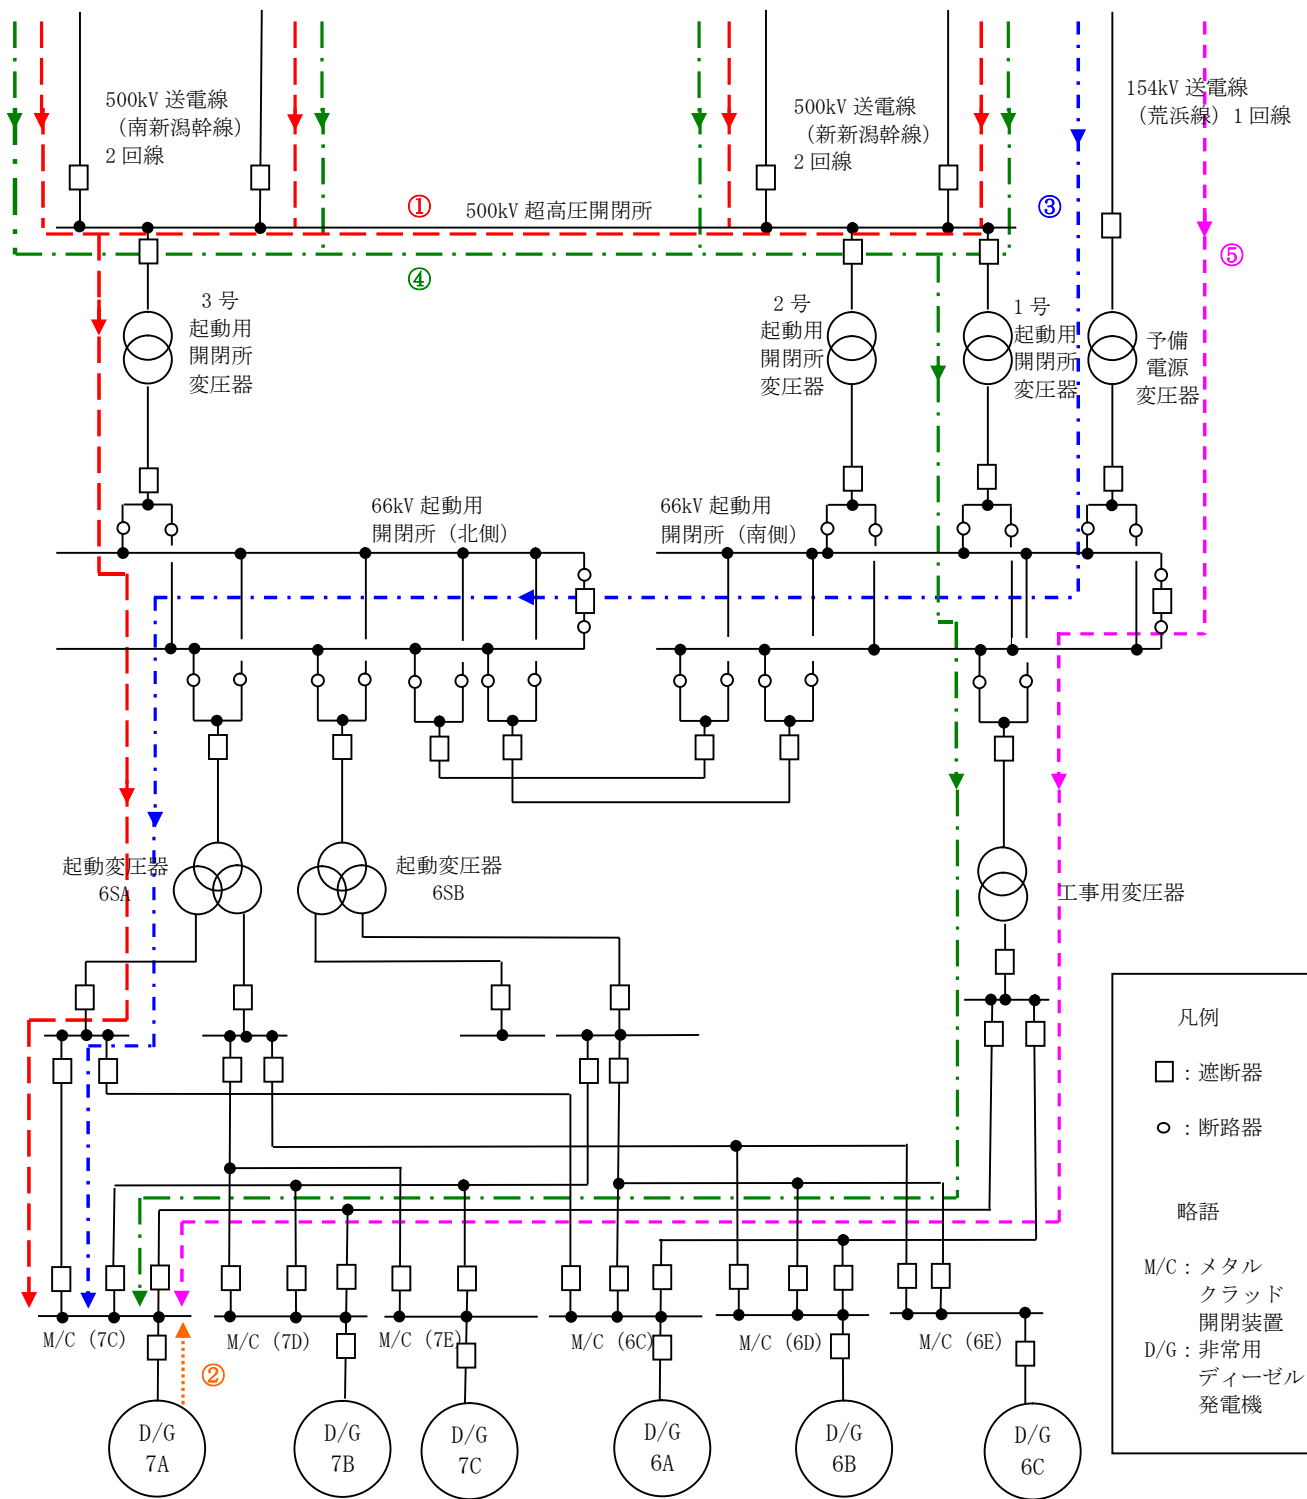 500kV 送電線
（南新潟幹線）
2 回線
500kV 送電線
（新新潟幹線）
2 回線
154kV 送電線
（荒浜線）1 回線
①
500kV 超高圧開閉所
③
④
⑤
3 号
起動用
開閉所
変圧器
2 号
起動用
開閉所
変圧器
1 号
起動用
開閉所
変圧器
予備
電源
変圧器
66kV 起動用
開閉所（北側）
66kV 起動用
開閉所（南側）
起動変圧器
6SA
起動変圧器
6SB
工事用変圧器
凡例
：遮断器
：断路器
略語
M/C：メタル
クラッド
開閉装置
D/G：非常用
ディーゼル
発電機
M/C（7C）
M/C（7D）
M/C（7E）
M/C（6C）
M/C（6D）
M/C（6E）
②
D/G
7A
D/G
7B
D/G
7C
D/G
6A
D/G
6B
D/G
6C